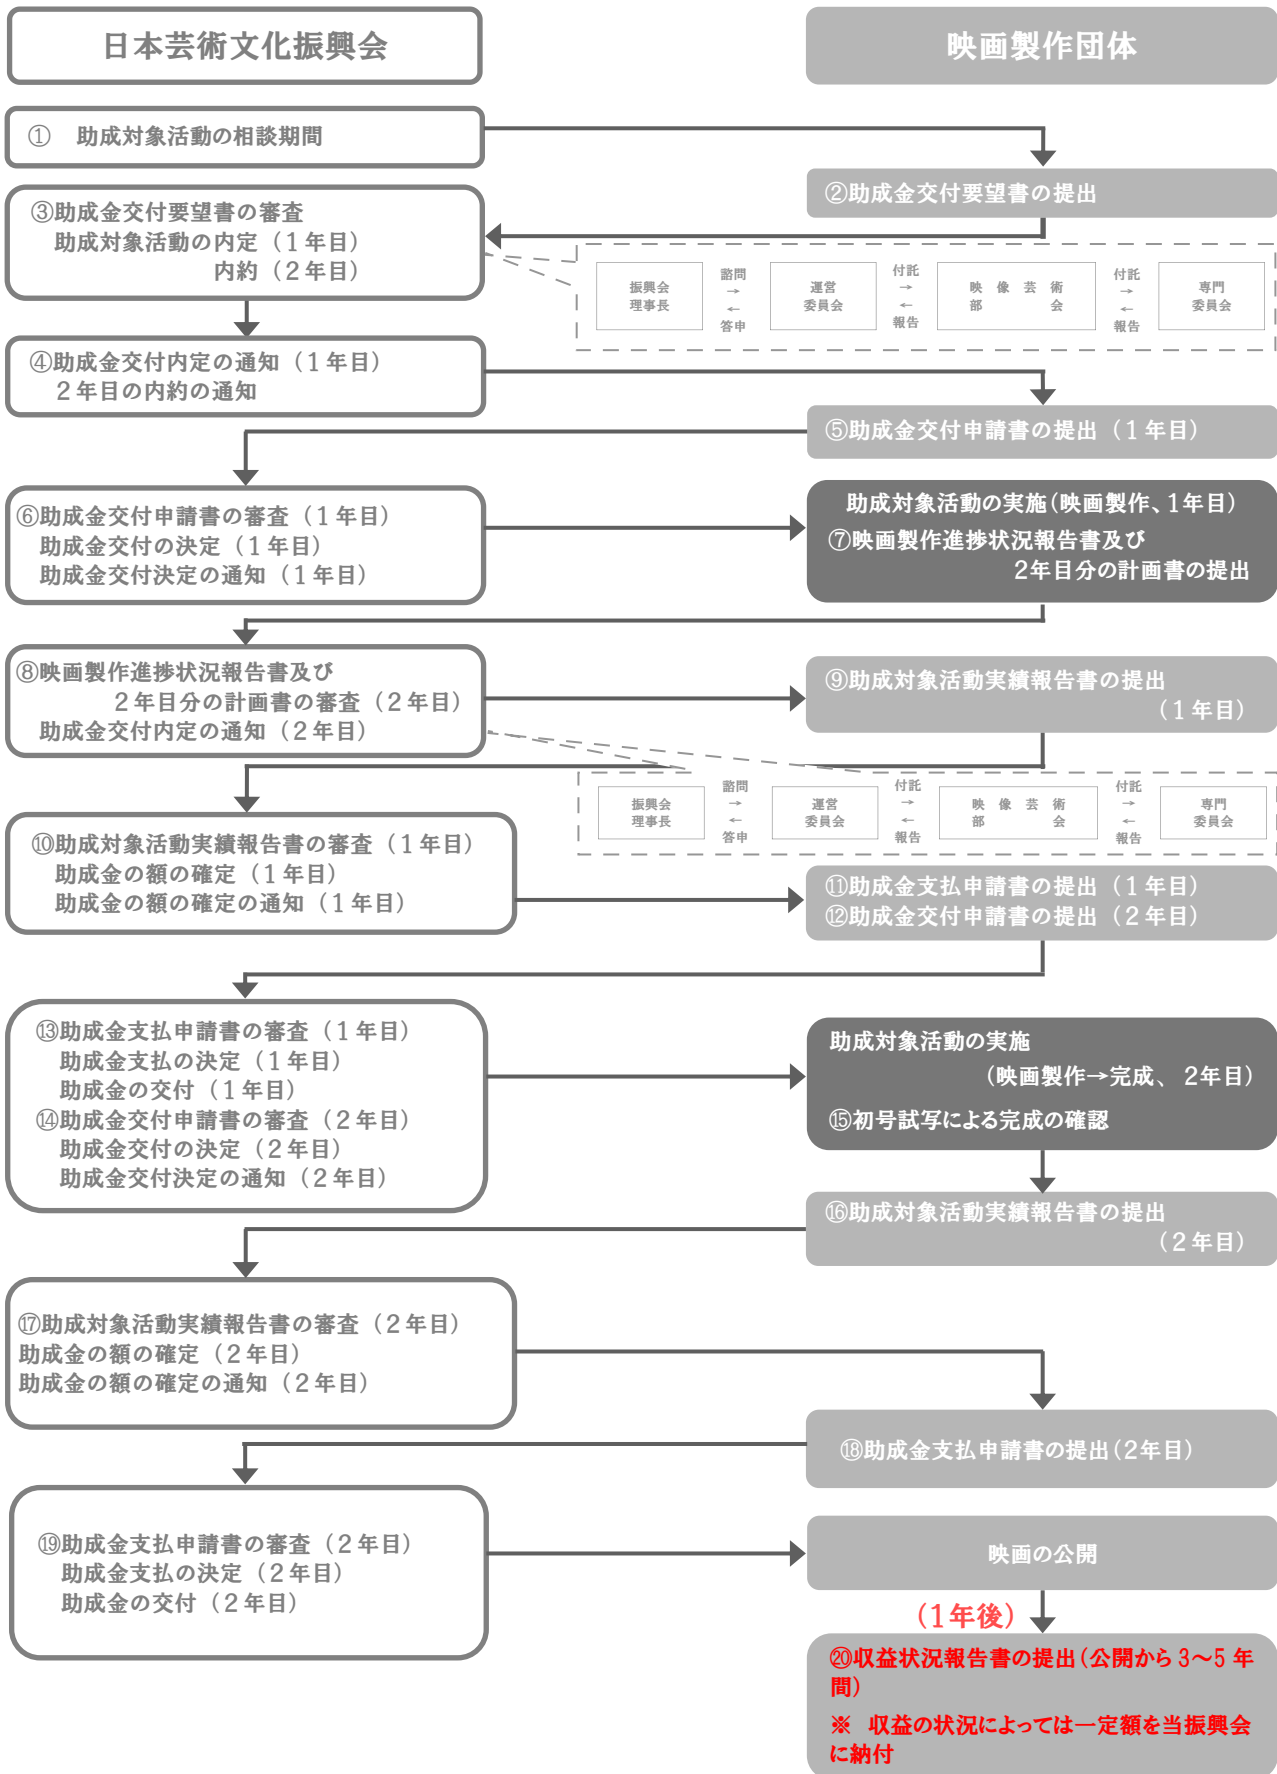 日本芸術文化振興会
映画製作団体
① 助成対象活動の相談期間
②助成金交付要望書の提出
③助成金交付要望書の審査
助成対象活動の内定（１年目）
内約（２年目）
振興会
理事長
諮問
→
←
答申
運営
委員会
付託
→
←
報告
映像芸術
部会
付託
→
←
報告
専門
委員会
④助成金交付内定の通知（１年目）
２年目の内約の通知
⑤助成金交付申請書の提出（１年目）
⑥助成金交付申請書の審査（１年目）
助成金交付の決定（１年目）
助成金交付決定の通知（１年目）
助成対象活動の実施(映画製作、1年目)
⑦映画製作進捗状況報告書及び
2年目分の計画書の提出
⑧映画製作進捗状況報告書及び
２年目分の計画書の審査（２年目）
助成金交付内定の通知（２年目）
⑨助成対象活動実績報告書の提出
（１年目）
振興会
理事長
諮問
→
←
答申
運営
委員会
付託
→
←
報告
映像芸術
部会
付託
→
←
報告
専門
委員会
⑩助成対象活動実績報告書の審査（１年目）
助成金の額の確定（１年目）
助成金の額の確定の通知（１年目）
⑪助成金支払申請書の提出（１年目）
⑫助成金交付申請書の提出（２年目）
⑬助成金支払申請書の審査（１年目）
助成金支払の決定（１年目）
助成金の交付（１年目）
⑭助成金交付申請書の審査（２年目）
助成金交付の決定（２年目）
助成金交付決定の通知（２年目）
助成対象活動の実施
(映画製作→完成、2年目)
⑮初号試写による完成の確認
⑯助成対象活動実績報告書の提出
（２年目）
⑰助成対象活動実績報告書の審査（２年目）
助成金の額の確定（２年目）
助成金の額の確定の通知（２年目）
⑱助成金支払申請書の提出(2年目)
⑲助成金支払申請書の審査（２年目）
助成金支払の決定（２年目）
助成金の交付（２年目）
映画の公開
(1年後)
⑳収益状況報告書の提出(公開から3～5年
間)
※ 収益の状況によっては一定額を当振興会
に納付